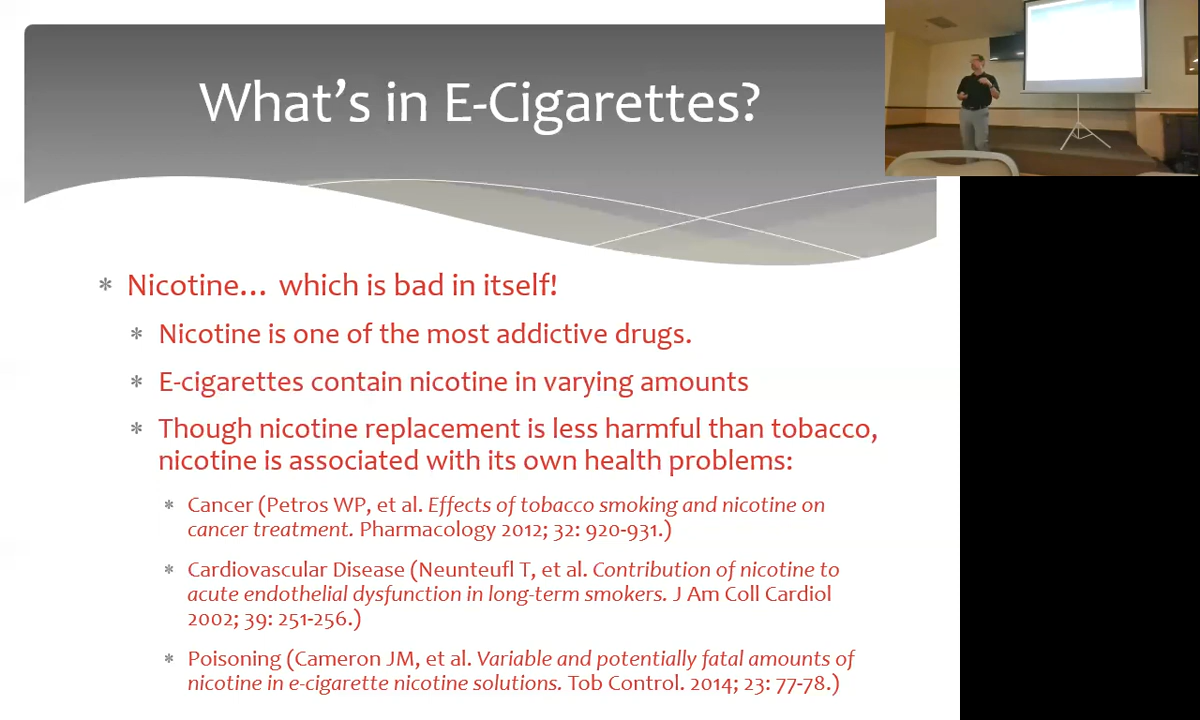 What's in E-Cigarettes?
* Nicotine… which is bad in itself!
* Nicotine is one of the most addictive drugs.
* E-cigarettes contain nicotine in varying amounts
* Though nicotine replacement is less harmful than tobacco,
nicotine is associated with its own health problems:
* Cancer (Petros WP, et al. Effects of tobacco smoking and nicotine on
cancer treatment. Pharmacology 2012; 32: 920-931.)
* Cardiovascular Disease (Neunteufl T, et al. Contribution of nicotine to
acute endothelial dysfunction in long-term smokers. J Am Coll Cardiol
2002; 39: 251-256.)
* Poisoning (Cameron JM, et al. Variable and potentially fatal amounts of
nicotine in e-cigarette nicotine solutions. Tob Control. 2014; 23: 77-78.)